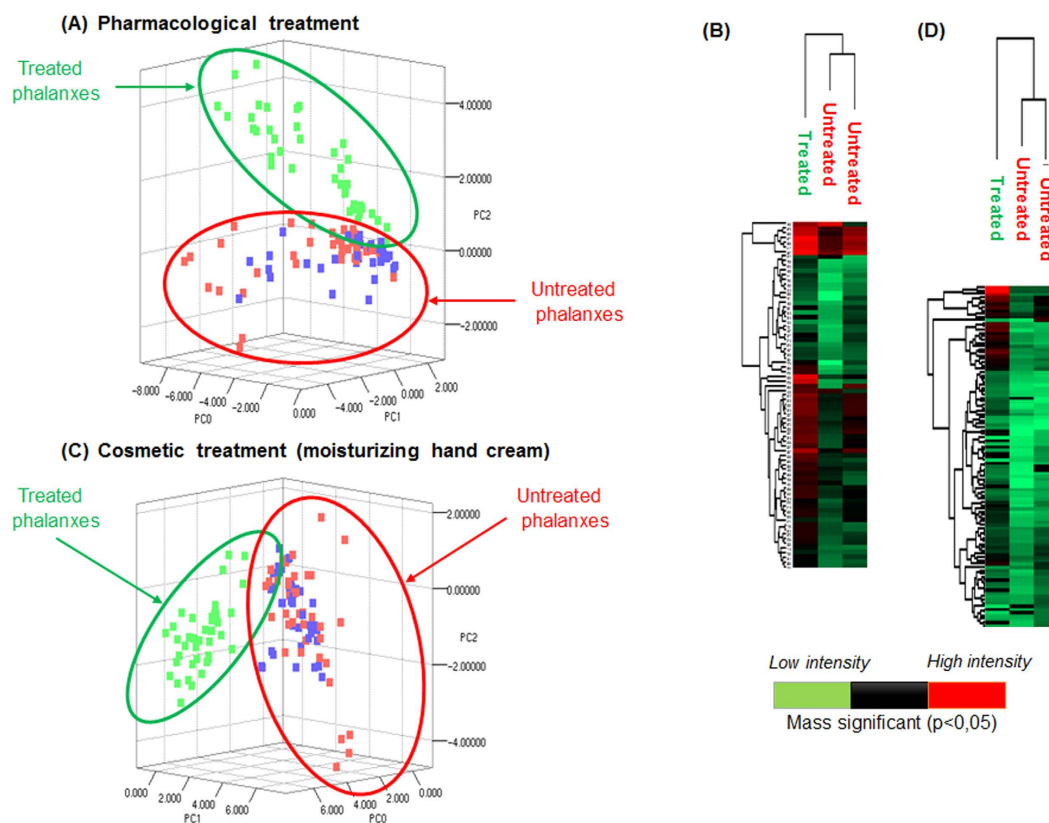 (A) Pharmacological treatment
Treated
phalanxes
4.00000
2.00000
PC2
0.00000
−2.00000
Untreated
phalanxes
-8.000
-6.000
-4.000
-2.000
0.000
PC0
-4.000
-2.000
0.000
2.000
PC1
(B)
Treated
Untreated
Untreated
(D)
Treated
Untreated
Untreated
(C) Cosmetic treatment (moisturizing hand cream)
Treated
phalanxes
Untreated
phalanxes
2.00000
0.00000
PC2
−2.00000
−4.00000
0.000
2.000
4.000
6.000
PC1
6.000
4.000
2.000
0.000
PC0
Low intensity
High intensity
Mass significant (p<0,05)